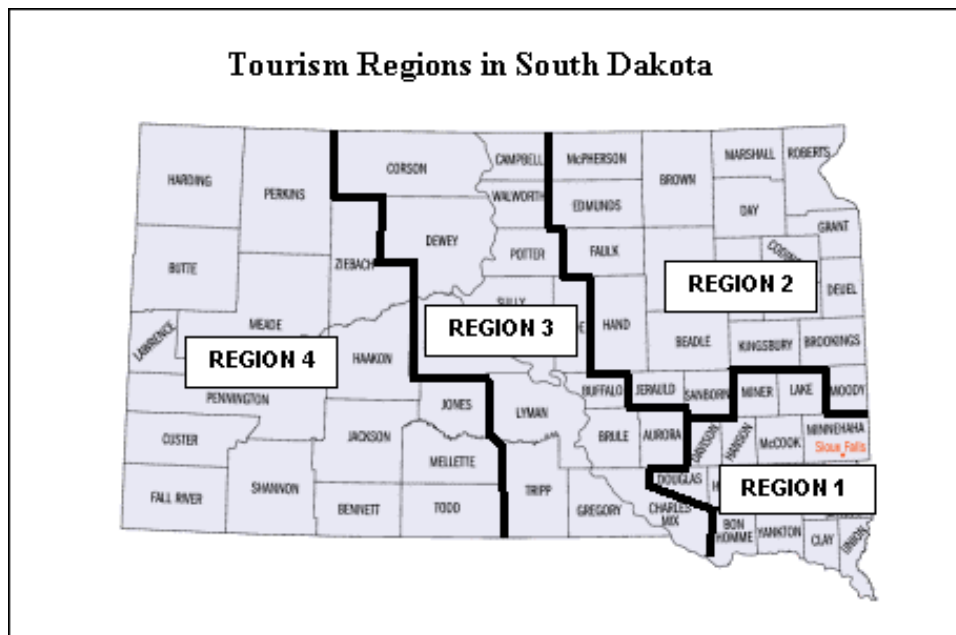 Tourism Regions in South Dakota
CAMPBELL
McPHERSON
MARSHALL
ROBERTS
HARDING
PERKINS
CORSON
BROWN
WALWORTH
EDMUNDS
DAY
GRANT
DEWEY
POTTER
FAULK
ZIEBACH
BUTTE
REGION 2
DEUEL
MEADE
REGION 3
HAND
BEADLE
KINGSBURY
BROOKINGS
LAWRENCE
REGION 4
HAAKON
PENNINGTON
JONES
LYMAN
BUFFALO
JERAULD
SANBORN
MINER
LAKE
MOODY
CUSTER
JACKSON
BRULE
AURORA
DAVISON
HANSON
McCOOK
MINNEHAHA
Sioux Falls
MELLETTE
FALL RIVER
SHANNON
BENNETT
TODD
TRIPP
GREGORY
DOUGLAS
CHARLES
MIX
REGION 1
BON
HOMME
YANKTON
CLAY
UNION